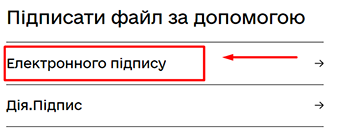 Підписати файл за допомогою
Електронного підпису
Дія.Підпис